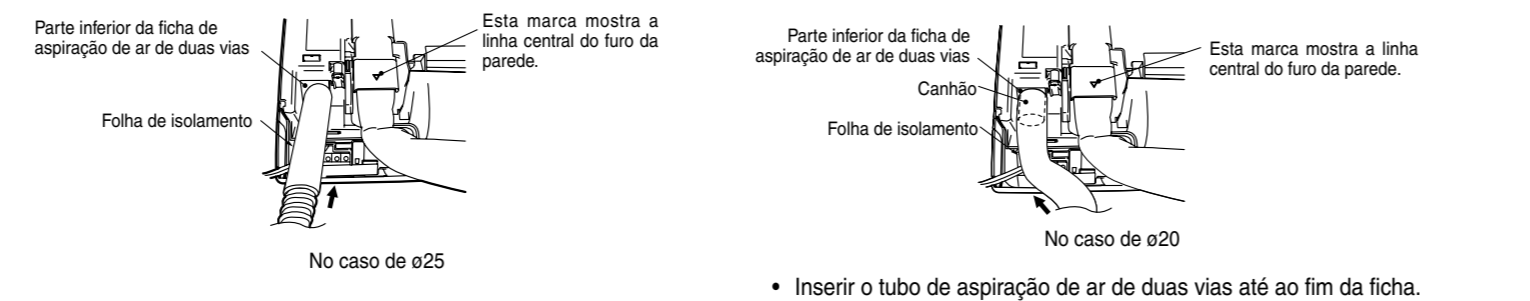 Parte inferior da ficha de
aspiração de ar de duas vias
Esta marca mostra a
linha central do furo da
parede.
Folha de isolamento
No caso de ø25
Parte inferior da ficha de
aspiração de ar de duas vias
Canhão
Folha de isolamento
Esta marca mostra a linha
central do furo da parede.
No caso de ø20
• Inserir o tubo de aspiração de ar de duas vias até ao fim da ficha.